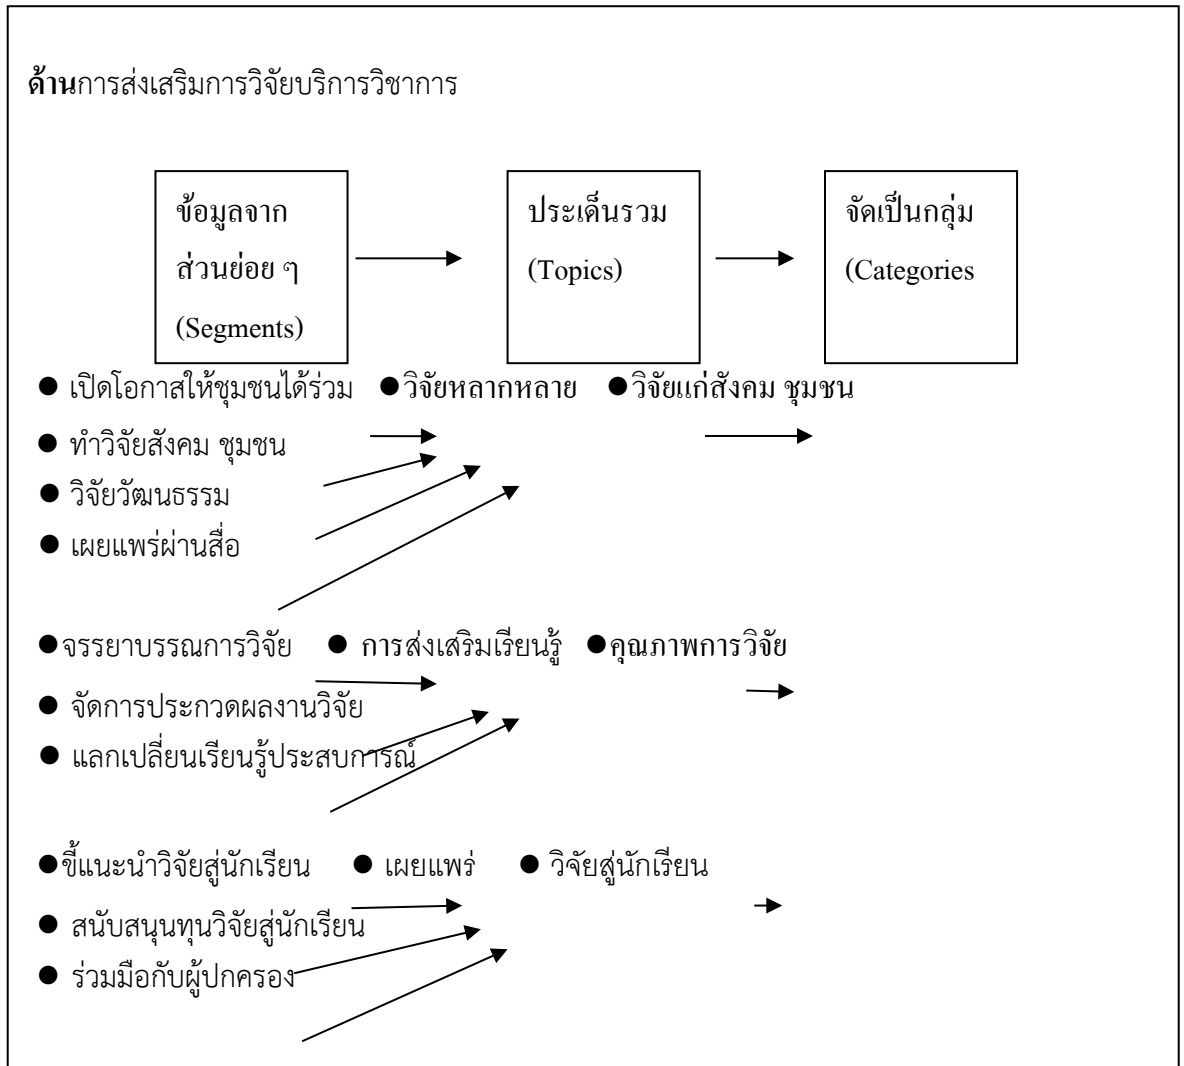 ด้านการส่งเสริมการวิจัยบริการวิชาการ
ข้อมูลจาก
ส่วนย่อย ๆ
(Segments)
ประเด็นรวม
(Topics)
จัดเป็นกลุ่ม
(Categories
● เปิดโอกาสให้ชุมชนได้ร่วม ●วิจัยหลากหลาย ●วิจัยแก่สังคม ชุมชน
● ทำวิจัยสังคม ชุมชน
● วิจัยวัฒนธรรม
● เผยแพร่ผ่านสื่อ
●จรรยาบรรณการวิจัย ● การส่งเสริมเรียนรู้ ●คุณภาพการวิจัย
● จัดการประกวดผลงานวิจัย
● แลกเปลี่ยนเรียนรู้ประสบการณ์
●ขี้แนะนำวิจัยสู่นักเรียน ● เผยแพร่ ● วิจัยสู่นักเรียน
● สนับสนุนทุนวิจัยสู่นักเรียน
● ร่วมมือกับผู้ปกครอง